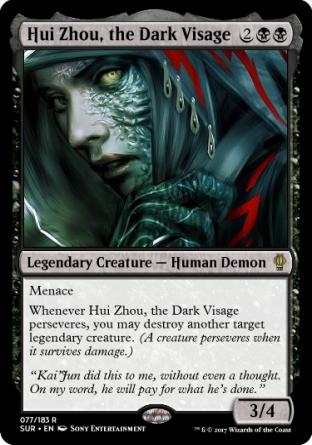 Hui Zhou, the Dark Visage 2
Legendary Creature — Human Demon
Menace
Whenever Hui Zhou, the Dark Visage
perseveres, you may destroy another target
legendary creature. (A creature perseveres when
it survives damage.)
"Kai'Jun did this to me, without even a thought.
On my word, he will pay for what he's done."
3/4
077/183 R
SUR • EN Sony Entertainment
™ & © 2017 Wizards of the Coast